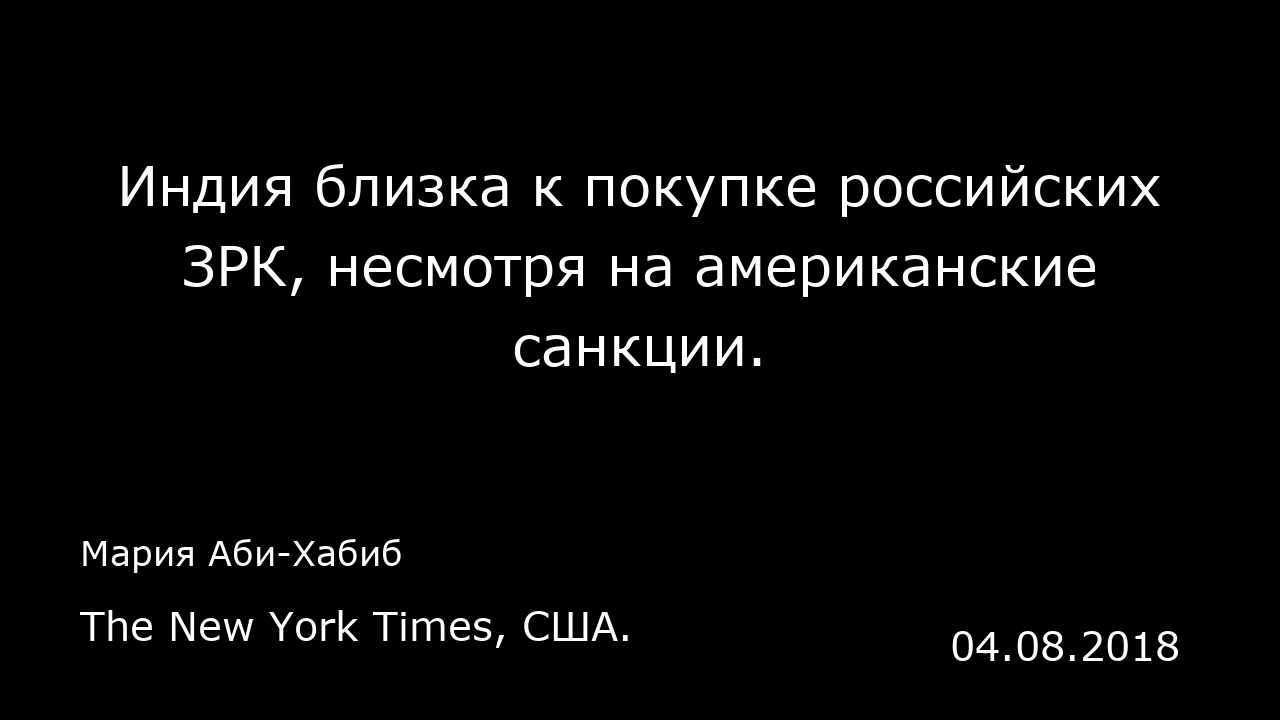 Индия близка к покупке российских
ЗРК, несмотря на американские
санкции.
Мария Аби-Хабиб
The New York Times, США.
04.08.2018